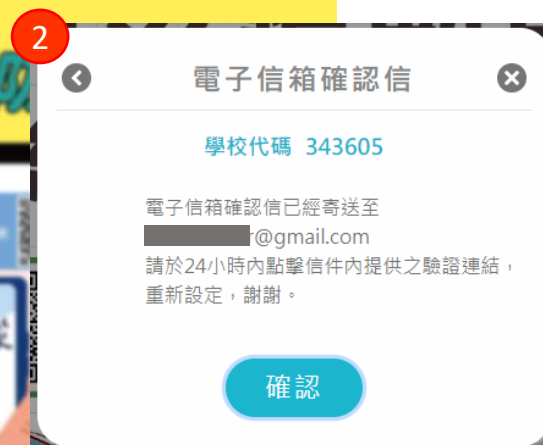 2
電子信箱確認信
學校代碼 343605
電子信箱確認信已經寄送至
r@gmail.com
請於24小時內點擊信件內提供之驗證連結，
重新設定，謝謝。
確認